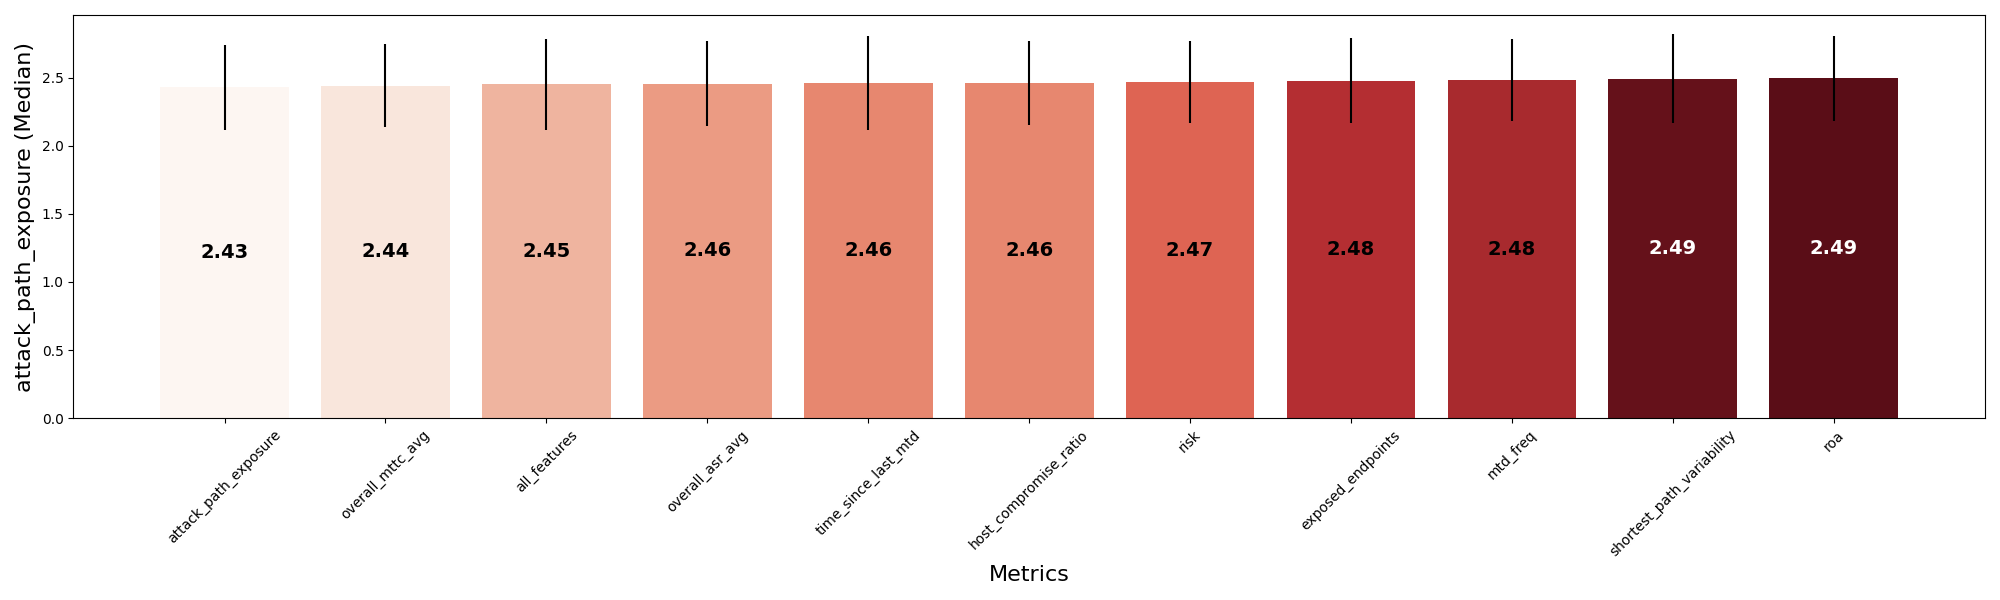 attack_path_exposure (Median)
2.5
2.0
1.5
1.0
0.5
0.0
2.43
2.44
2.45
2.46
2.46
2.46
2.47
2.48
2.48
2.49
2.49
attack_path_exposure
overall_mttc_avg
all_features
overall_asr_avg
time_since_last_mtd
host_compromise_ratio
risk
exposed_endpoints
mtd_freq
shortest_path_variability
roa
Metrics